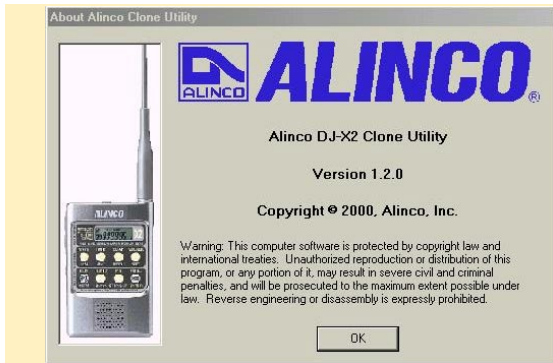 About Alinco Clone Utility
ALINCO
ALINCO®
Alinco DJ-X2 Clone Utility
Version 1.2.0
Copyright © 2000, Alinco, Inc.
Warning: This computer software is protected by copyright law and
international treaties. Unauthorized reproduction or distribution of this
program, or any portion of it, may result in severe civil and criminal
penalties, and will be prosecuted to the maximum extent possible under
law. Reverse engineering or disassembly is expressly prohibited.
ALINCO
OK